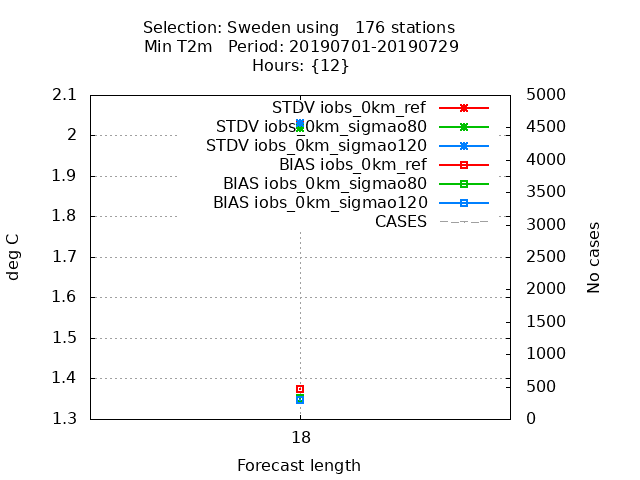 Selection: Sweden using   176 stations
Min T2m   Period: 20190701-20190729
Hours: {12}
2.1
2
1.9
1.8
1.7
1.6
1.5
1.4
1.3
deg C
STDV iobs_0km_ref
STDV iobs_0km_sigmao80
STDV iobs_0km_sigmao120
BIAS iobs_0km_ref
BIAS iobs_0km_sigmao80
BIAS iobs_0km_sigmao120
CASES
5000
4500
4000
3500
3000
2500
2000
1500
1000
500
0
No cases
18
Forecast length